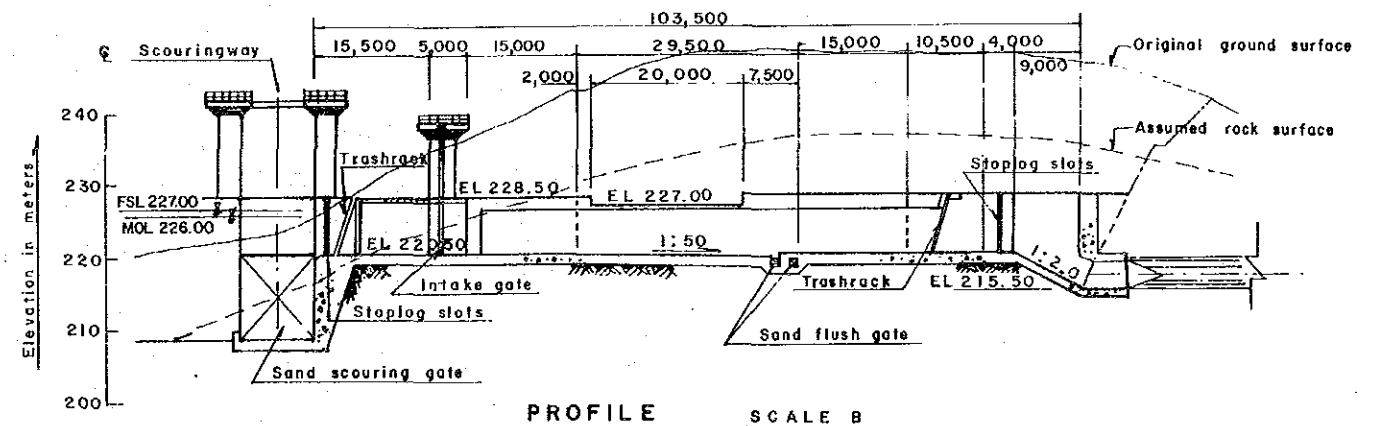 103,500
℄ Scouringway
15,500 5,000 15,000 29,500 15,000 10,500 4,000
9,000
Original ground surface
2,000 20,000 7,500
240
Assumed rock surface
Trashrack
Stoplog slots
230
EL 228.50
EL 227.00
FSL 227.00
MOL 226.00
EL 220.50
1:50
220
1:2.0
Intake gate
Trashrack
EL 215.50
Stoplog slots
Sand flush gate
210
Sand scouring gate
200
Elevation in meters
PROFILE SCALE B